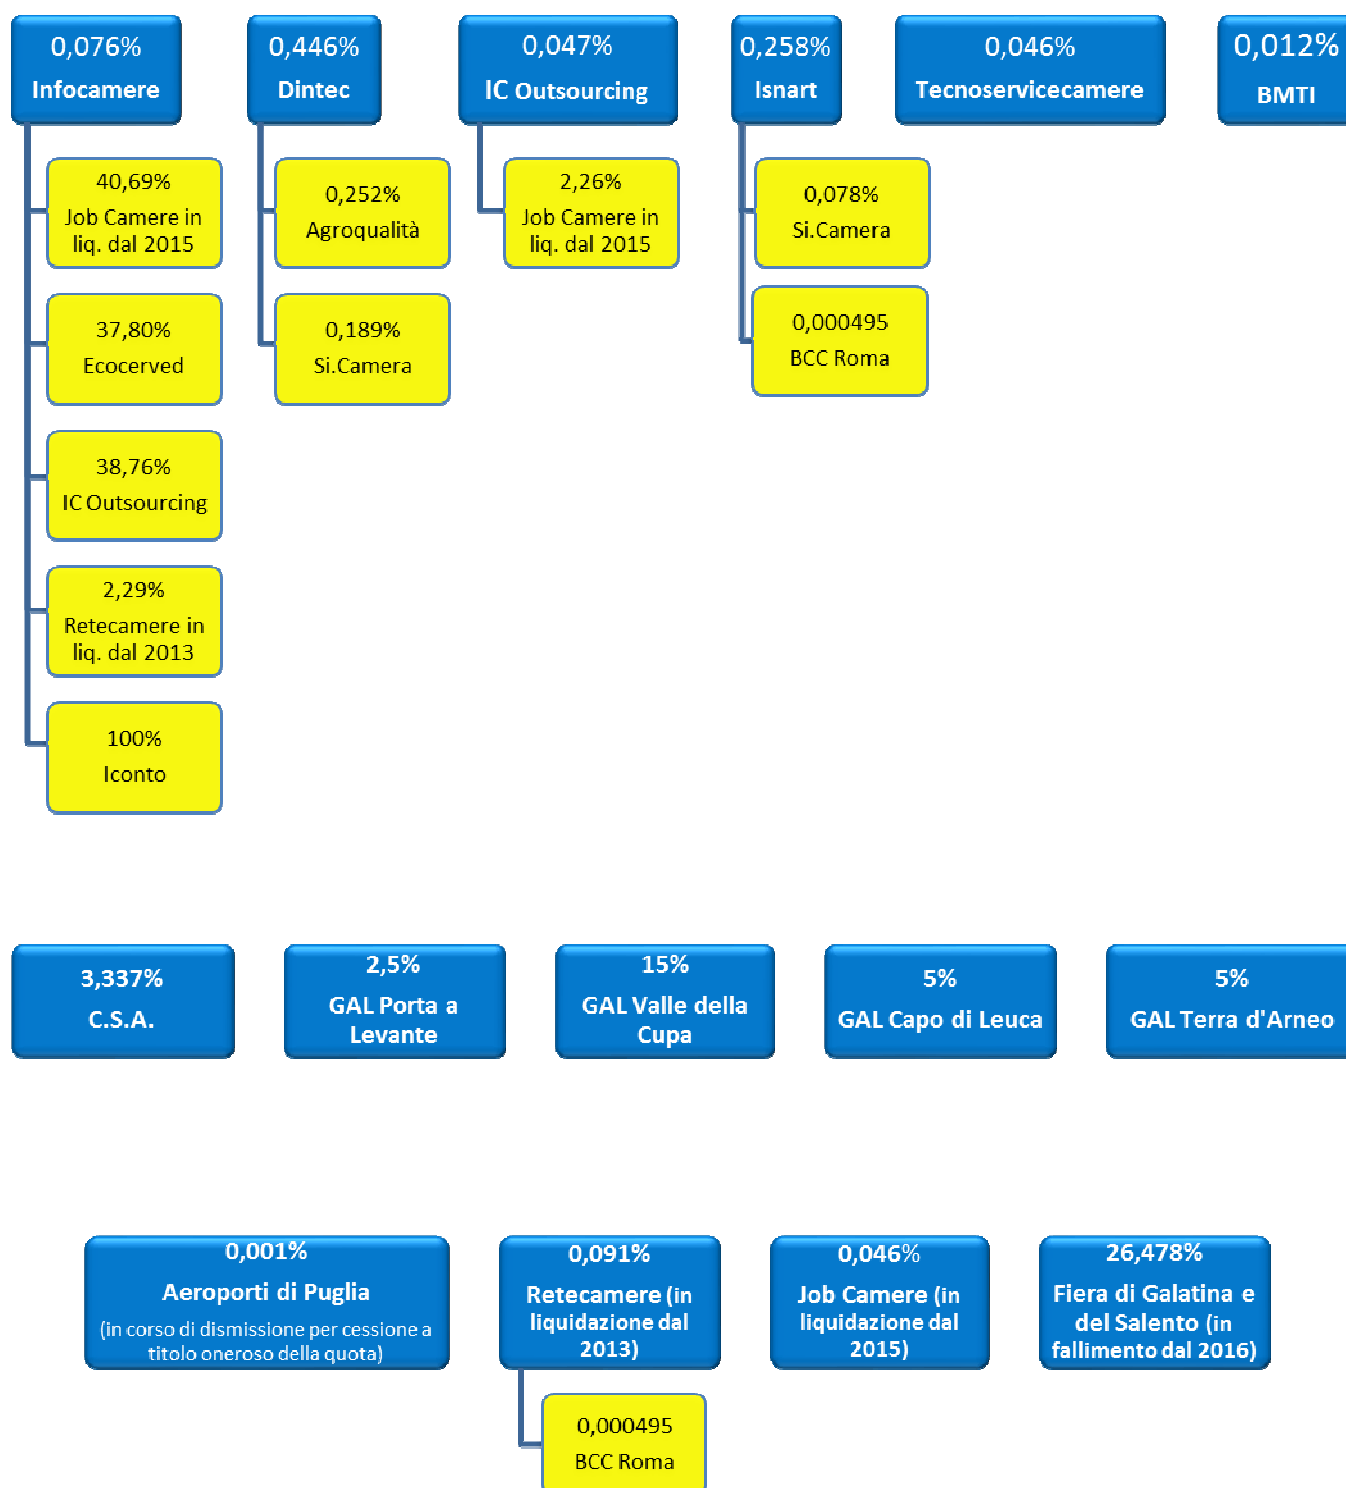 0,076%
Infocamere
0,446%
Dintec
0,047%
IC Outsourcing
0,258%
Isnart
0,046%
Tecnoservicecamere
0,012%
BMTI
40,69%
Job Camere in
liq. dal 2015
37,80%
Ecocerved
38,76%
IC Outsourcing
2,29%
Retecamere in
liq. dal 2013
100%
Iconto
0,252%
Agroqualità
0,189%
Si.Camera
2,26%
Job Camere in
liq. dal 2015
0,078%
Si.Camera
0,000495
BCC Roma
3,337%
C.S.A.
2,5%
GAL Porta a
Levante
15%
GAL Valle della
Cupa
5%
GAL Capo di Leuca
5%
GAL Terra d'Arneo
0,001%
Aeroporti di Puglia
(in corso di dismissione per cessione a
titolo oneroso della quota)
0,091%
Retecamere (in
liquidazione dal
2013)
0,000495
BCC Roma
0,046%
Job Camere (in
liquidazione dal
2015)
26,478%
Fiera di Galatina e
del Salento (in
fallimento dal 2016)